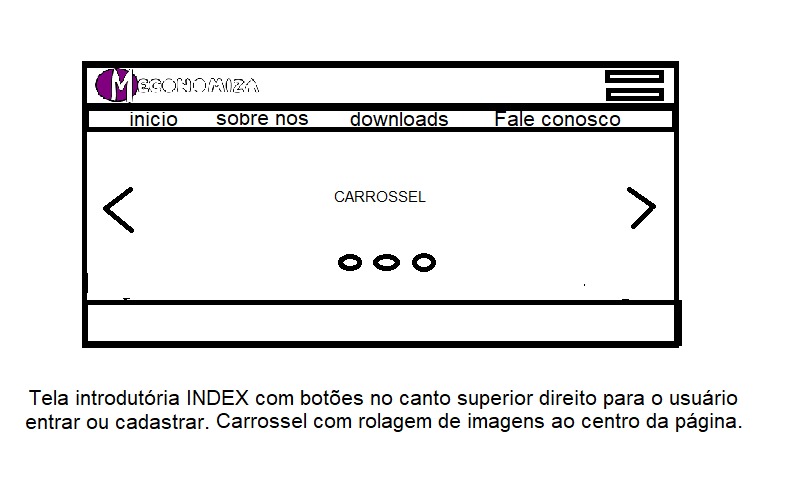 MEGONOMIZA
inicio sobre nos downloads Fale conosco
CARROSSEL
Tela introdutória INDEX com botões no canto superior direito para o usuário
entrar ou cadastrar. Carrossel com rolagem de imagens ao centro da página.